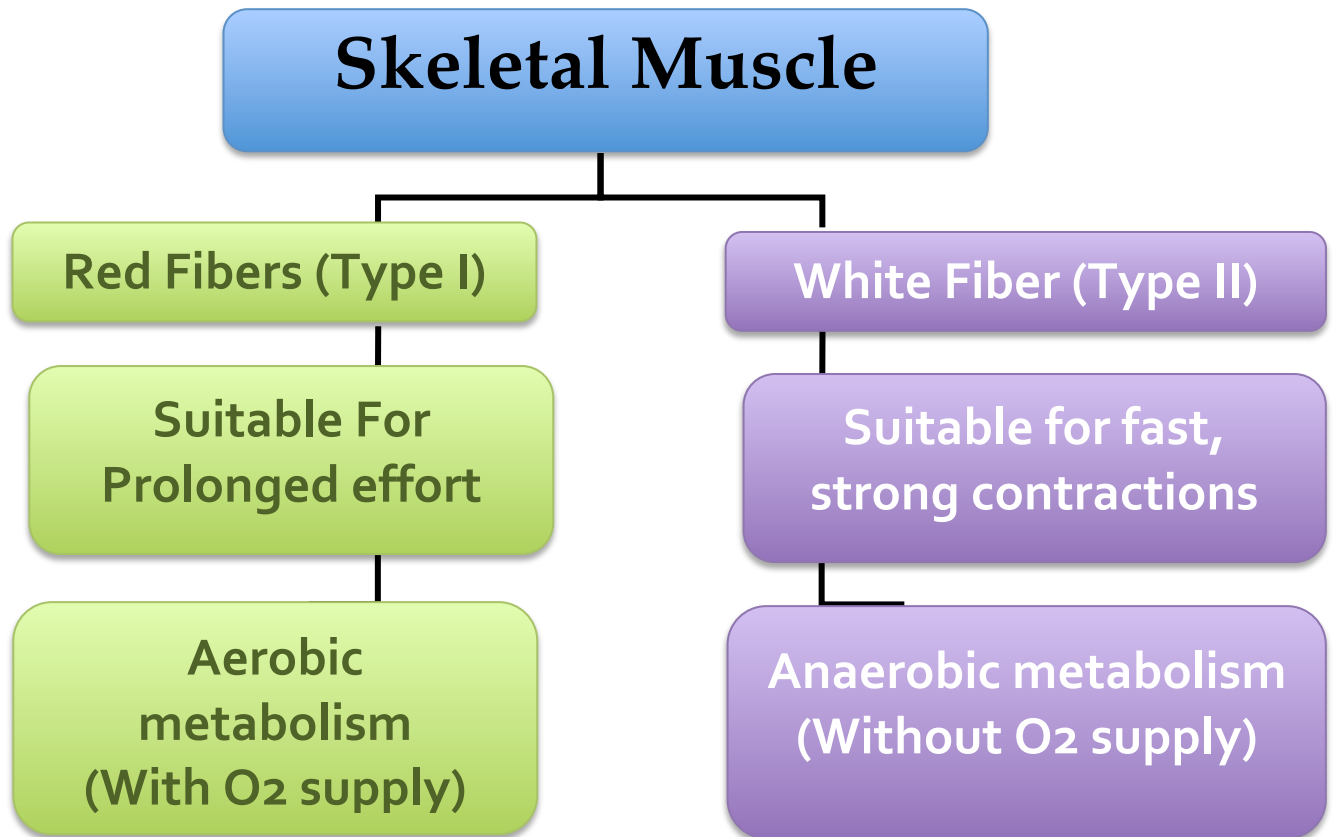 Skeletal Muscle
Red Fibers (Type I)
Suitable For
Prolonged effort
Aerobic
metabolism
(With O2 supply)
White Fiber (Type II)
Suitable for fast,
strong contractions
Anaerobic metabolism
(Without O2 supply)